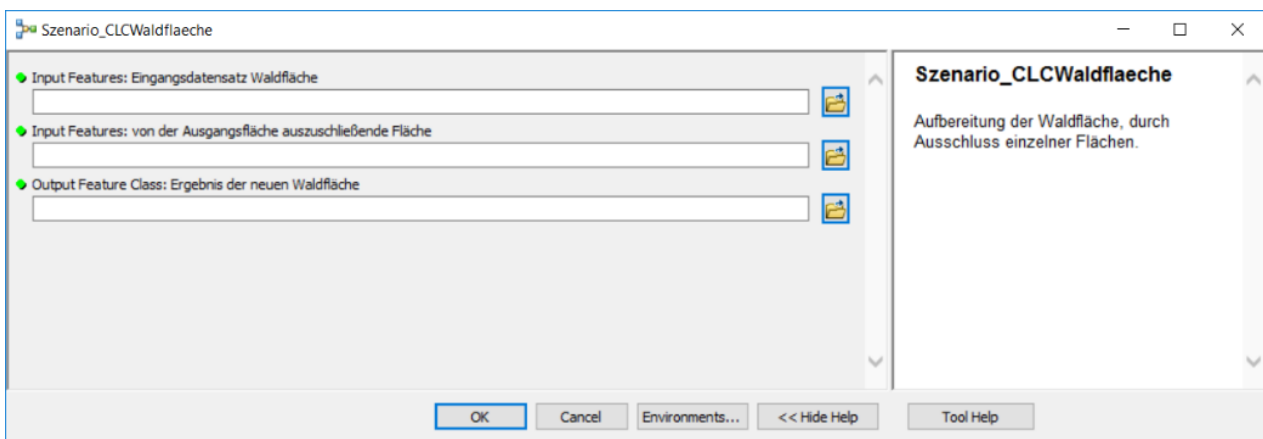 Szenario_CLCWaldflaeche
Input Features: Eingangsdatensatz Waldfläche
Input Features: von der Ausgangsfläche auszuschließende Fläche
Output Feature Class: Ergebnis der neuen Waldfläche
Szenario_CLCWaldflaeche
Aufbereitung der Waldfläche, durch
Ausschluss einzelner Flächen.
OK
Cancel
Environments...
<< Hide Help
Tool Help